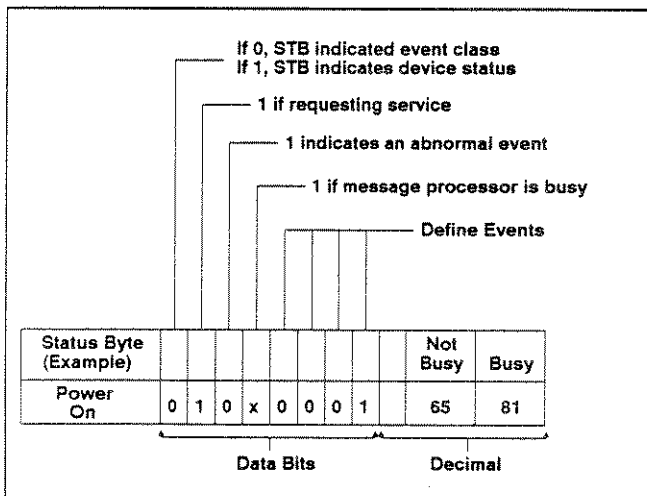 If 0, STB indicated event class
If 1, STB indicates device status
1 if requesting service
1 indicates an abnormal event
1 if message processor is busy
Define Events
Status Byte
(Example)
Not
Busy
Busy
Power
On
0 1 0 x 0 0 0 1
65
81
Data Bits
Decimal